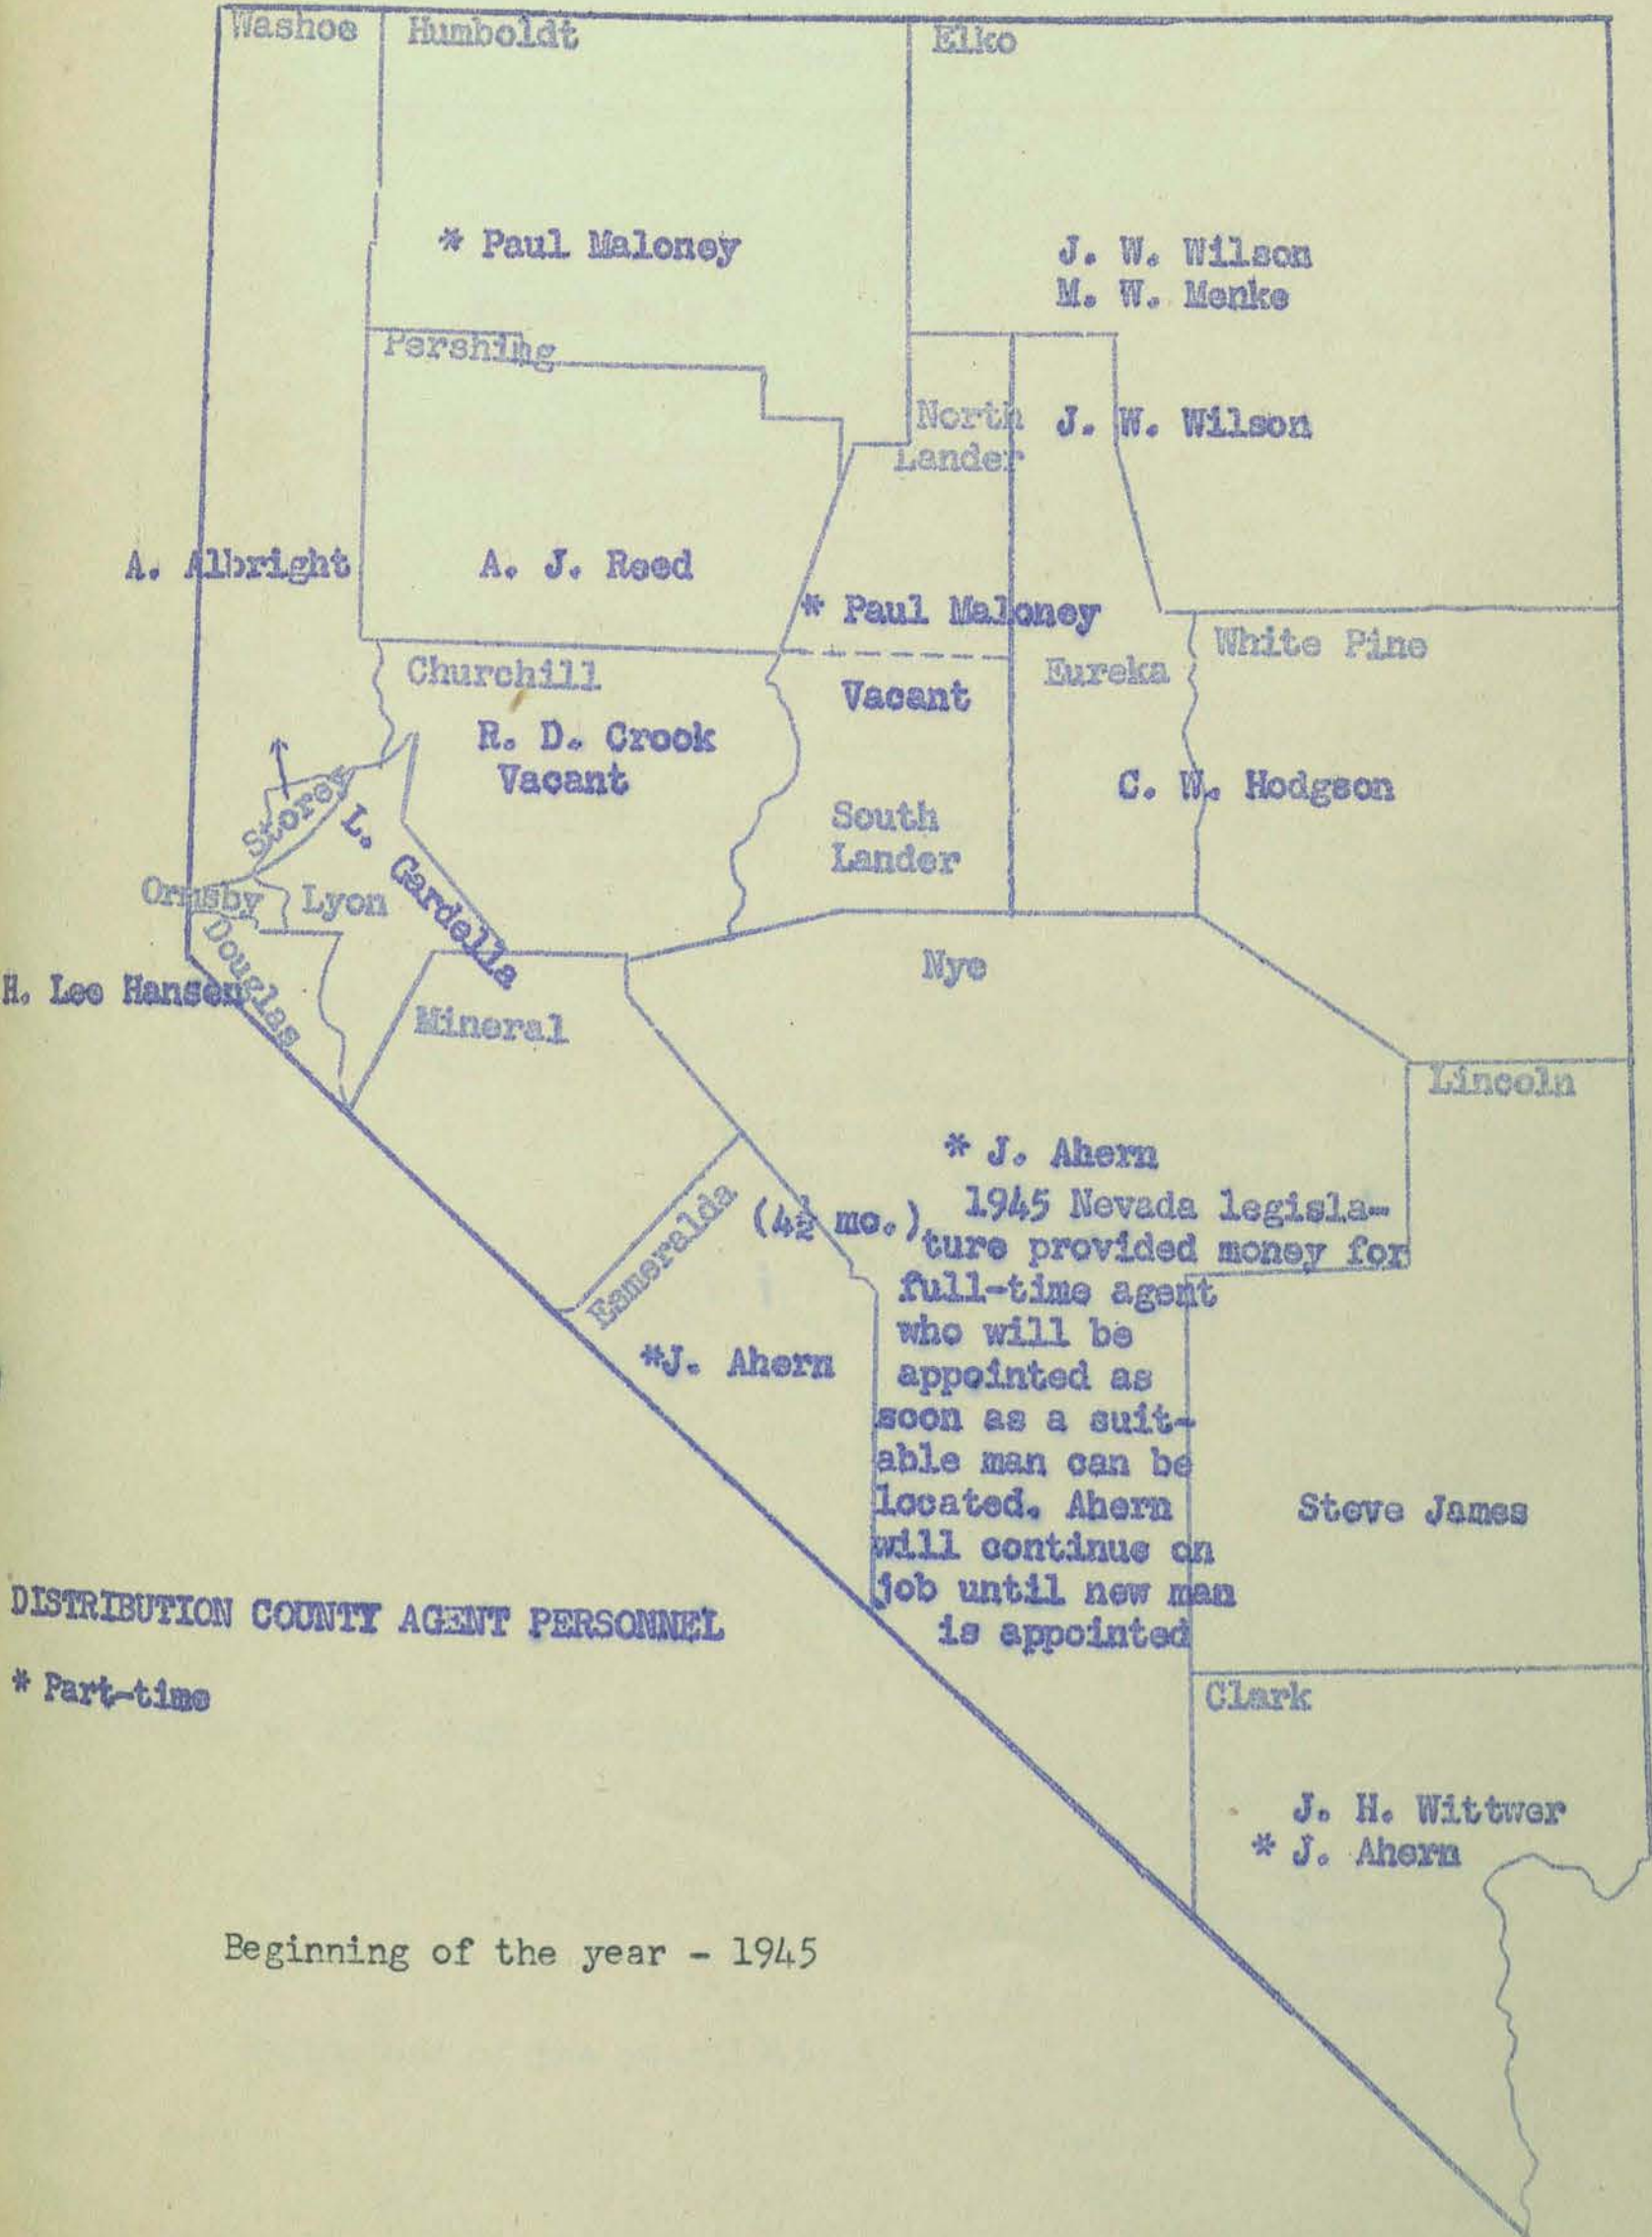 Washoe
Humboldt
Elko
* Paul Maloney
J. W. Wilson
M. W. Menke
Pershing
North
Lander
J. W. Wilson
A. Albright
A. J. Reed
* Paul Maloney
White Pine
Churchill
Eureka
Vacant
R. D. Crook
Vacant
C. W. Hodgson
Storey
L. Gardella
South
Lander
Ormsby
Lyon
Douglas
Nye
H. Lee Hansen
Mineral
Lincoln
* J. Ahern
Esmeralda
(4½ mo.)
1945 Nevada legisla-
ture provided money for
full-time agent
who will be
appointed as
soon as a suit-
able man can be
located. Ahern
will continue on
job until new man
is appointed
*J. Ahern
Steve James
DISTRIBUTION COUNTY AGENT PERSONNEL
* Part-time
Clark
J. H. Wittwer
* J. Ahern
Beginning of the year - 1945